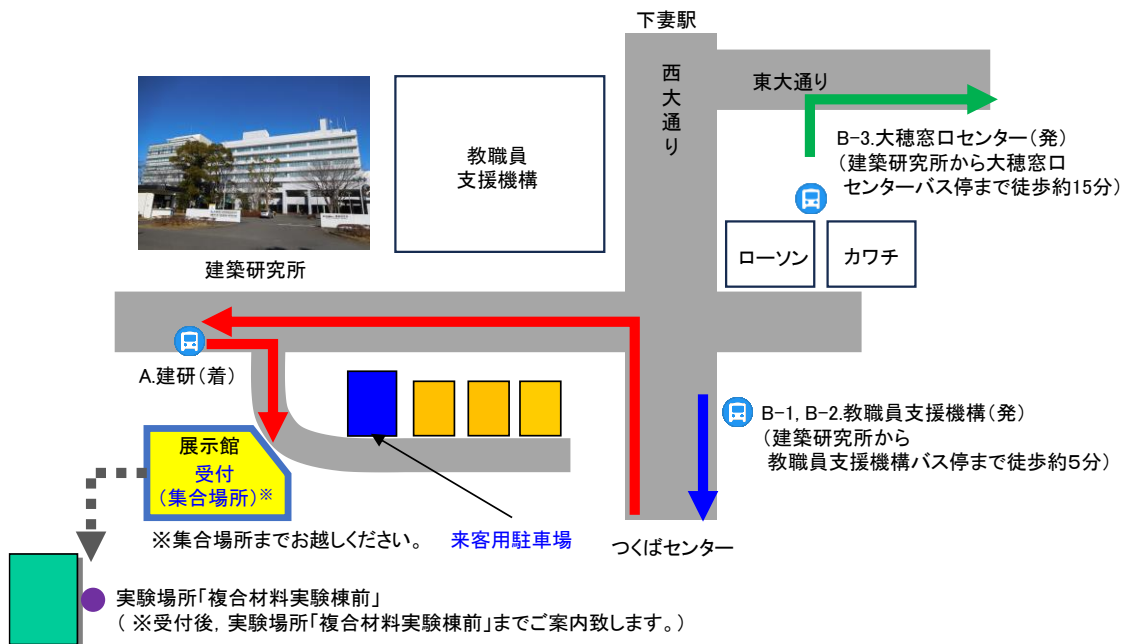 下妻駅
西大通り
東大通り
教職員
支援機構
B-3.大穂窓口センター(発)
(建築研究所から大穂窓口
センターバス停まで徒歩約15分)
建築研究所
ローソン
カワチ
A.建研(着)
B-1, B-2.教職員支援機構(発)
(建築研究所から
教職員支援機構バス停まで徒歩約5分)
展示館
受付
(集合場所)※
※集合場所までお越しください。
来客用駐車場
つくばセンター
実験場所「複合材料実験棟前」
( ※受付後, 実験場所「複合材料実験棟前」までご案内致します。)